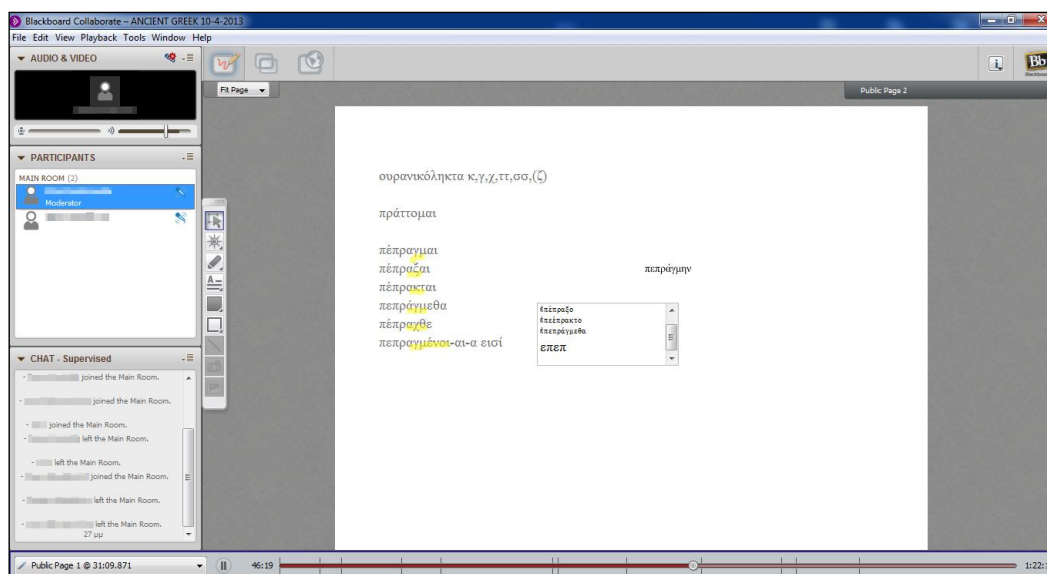 Blackboard Collaborate – ANCIENT GREEK 10-4-2013
File Edit View Playback Tools Window Help
AUDIO & VIDEO
Fit Page
Public Page 2
Bb
PARTICIPANTS
MAIN ROOM (2)
Moderator
ουρανικόληκτα κ,γ,χ,ττ,σσ,(ζ)
πράττομαι
πέπραγμαι
πέπραξαι
πέπρακται
πεπράγμεθα
πέπραχθε
πεπραγμένοι-αι-α εισί
πεπράγμην
ἐπέπραξο
ἐπεέπρακτο
ἐπεπράγμεθα
επεπ
CHAT - Supervised
- joined the Main Room.
- joined the Main Room.
- joined the Main Room.
- left the Main Room.
- left the Main Room.
- joined the Main Room.
- left the Main Room.
- left the Main Room.
27 μμ
Public Page 1 @ 31:09.871
46:19
1:22: